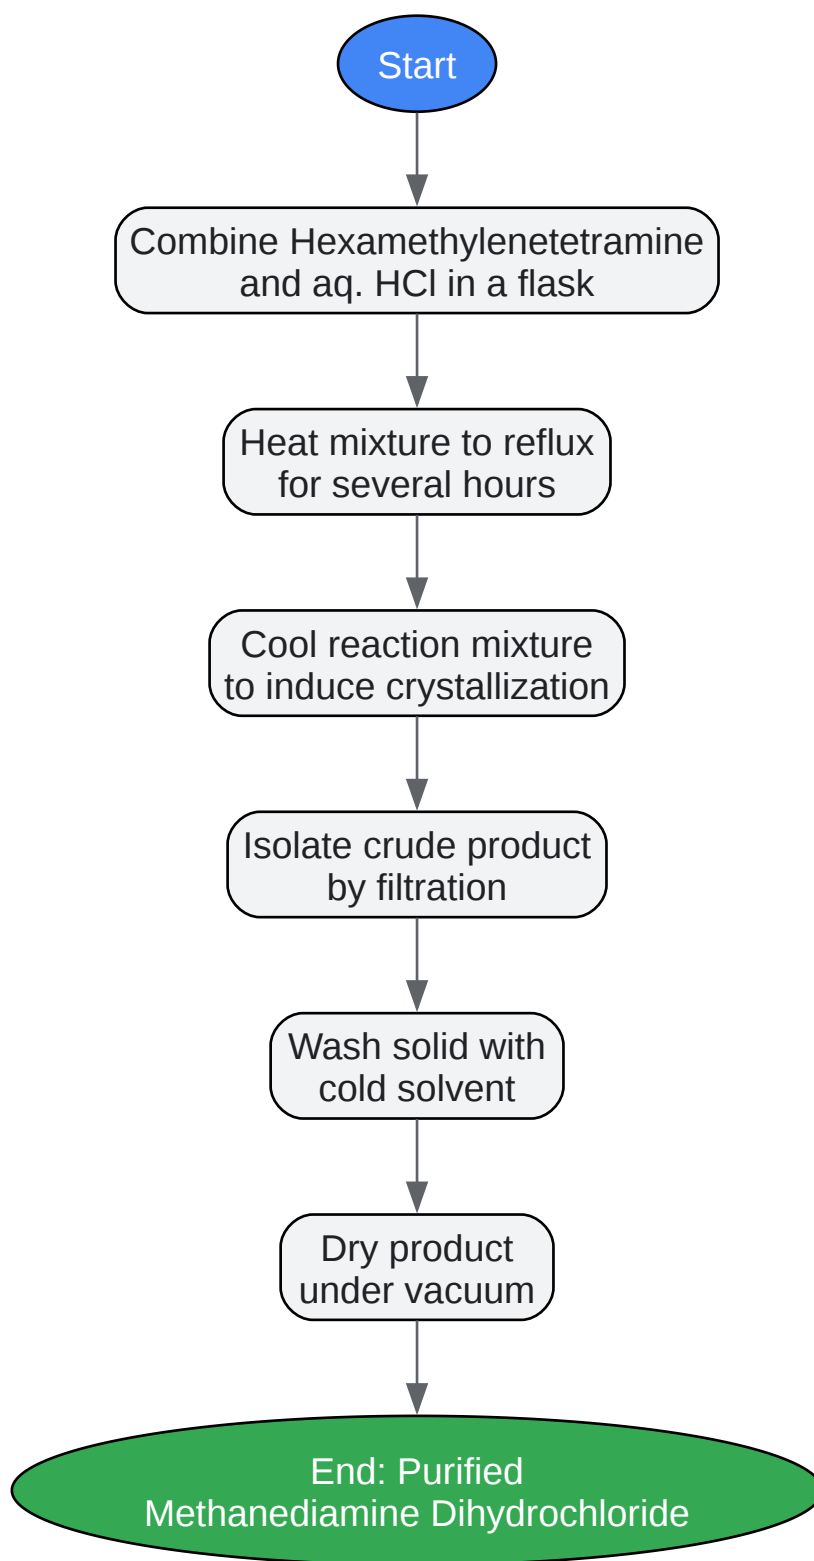 Start
Combine Hexamethylenetetramine
and aq. HCl in a flask
Heat mixture to reflux
for several hours
Cool reaction mixture
to induce crystallization
Isolate crude product
by filtration
Wash solid with
cold solvent
Dry product
under vacuum
End: Purified
Methanediamine Dihydrochloride